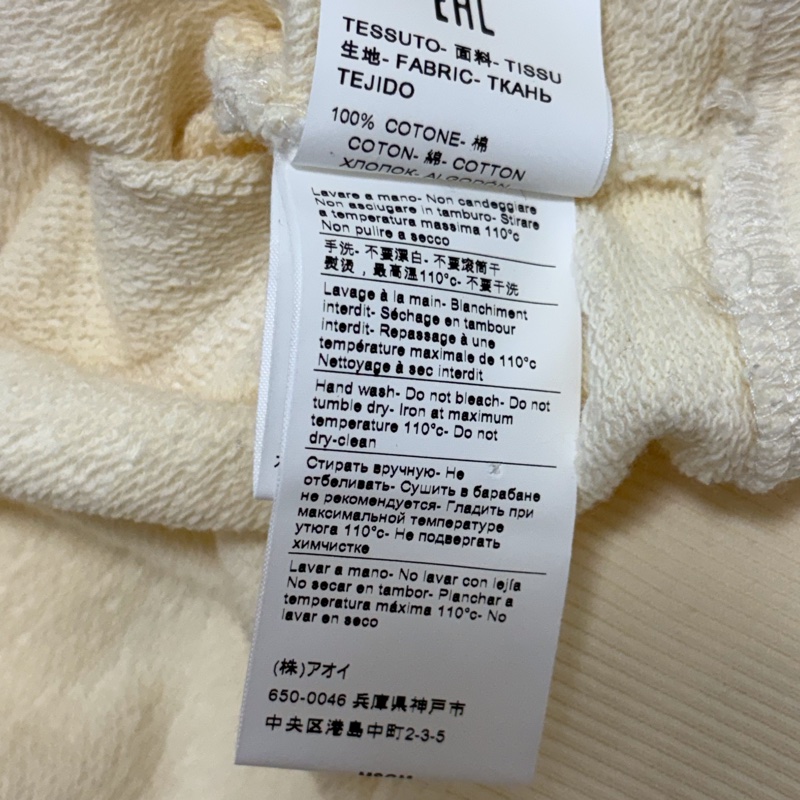 EAC
TESSUTO- 面料- TISSU
生地- FABRIC- ТКАНЬ
TEJIDO
100% COTONE- 棉
COTON- 綿- COTTON
ХЛОПОК- ALGODÓN
Lavare a mano- Non candeggiare
Non asciugare in tamburo- Stirare
a temperatura massima 110°c
Non pulire a secco
手洗- 不要漂白- 不要滚筒干
熨烫，最高温110°c- 不要干洗
Lavage à la main- Blanchiment
interdit- Séchage en tambour
interdit- Repassage à une
température maximale de 110°c
Nettoyage à sec interdit
Hand wash- Do not bleach- Do not
tumble dry- Iron at maximum
temperature 110°c- Do not
dry-clean
Стирать вручную- Не
отбеливать- Сушить в барабане
не рекомендуется- Гладить при
максимальной температуре
утюга 110°c- Не подвергать
химчистке
Lavar a mano- No lavar con lejía
No secar en tambor- Planchar a
temperatura máxima 110°c- No
lavar en seco
(株)アオイ
650-0046 兵庫県神戸市
中央区港島中町2-3-5